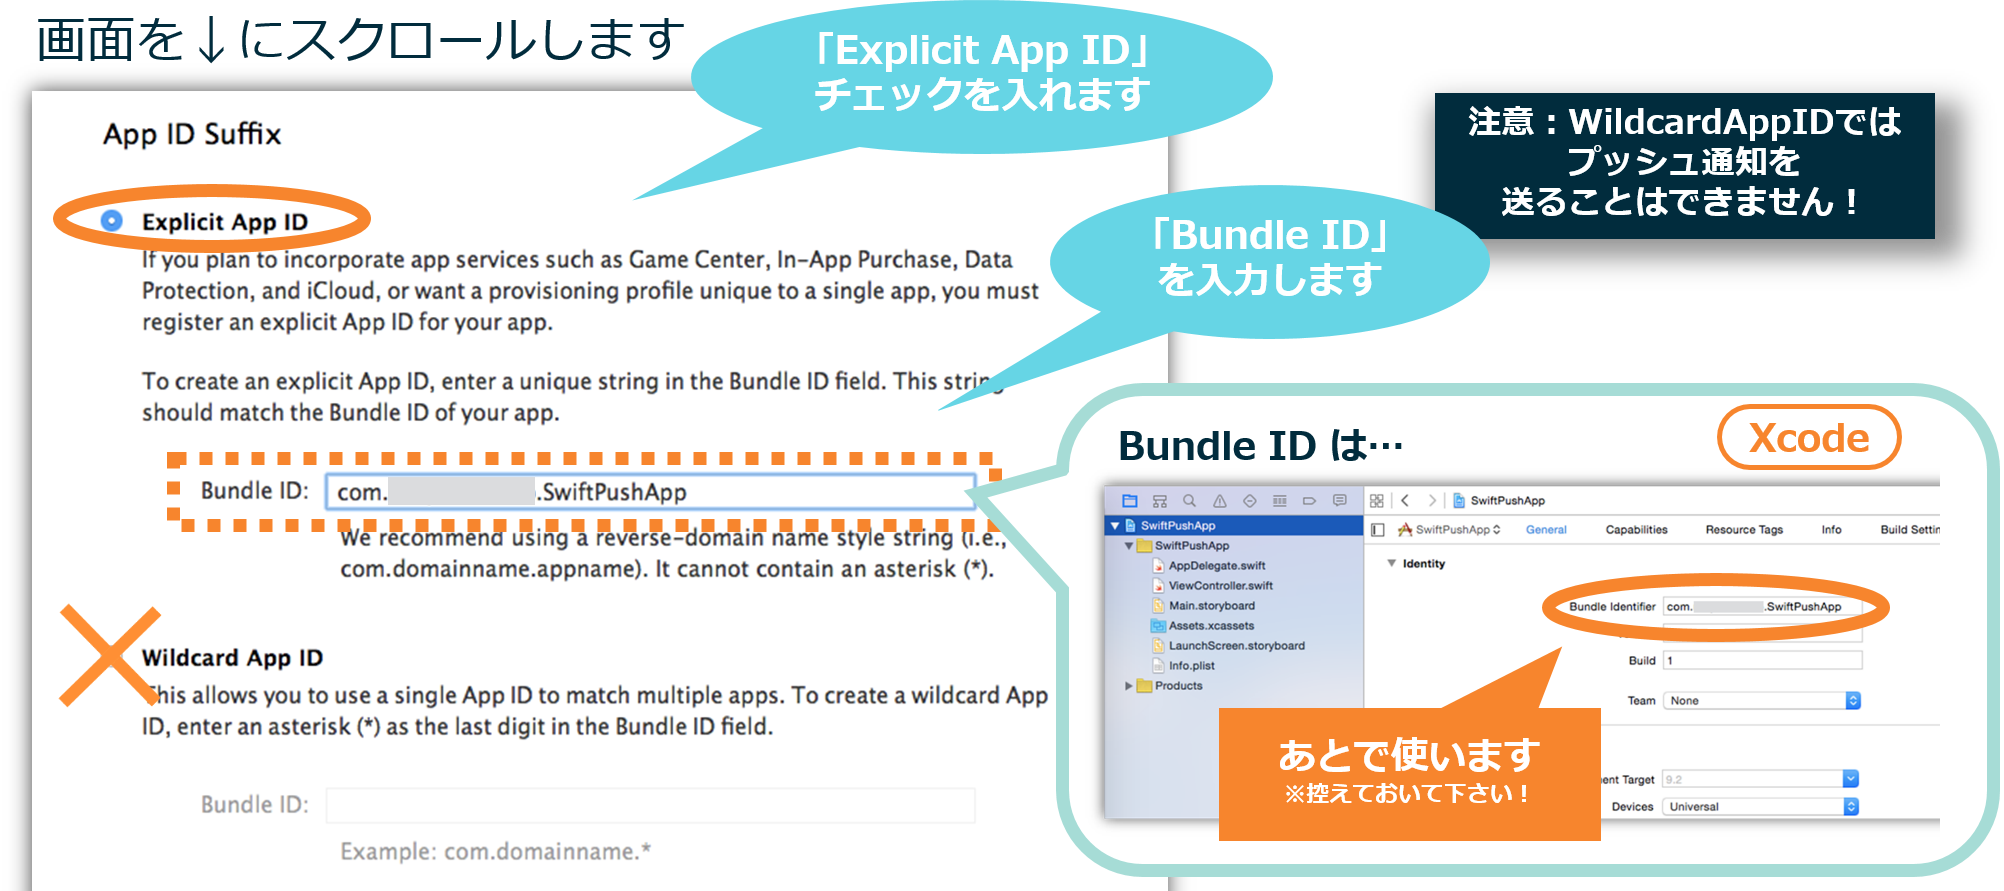 画面を↓にスクロールします
「Explicit App ID」
チェックを入れます
注意：WildcardAppIDでは
プッシュ通知を
送ることはできません！
App ID Suffix
Explicit App ID
If you plan to incorporate app services such as Game Center, In-App Purchase, Data
Protection, and iCloud, or want a provisioning profile unique to a single app, you must
register an explicit App ID for your app.
「Bundle ID」
を入力します
To create an explicit App ID, enter a unique string in the Bundle ID field. This string
should match the Bundle ID of your app.
Bundle ID: com. .SwiftPushApp
We recommend using a reverse-domain name style string (i.e.,
com.domainname.appname). It cannot contain an asterisk (*).
Wildcard App ID
This allows you to use a single App ID to match multiple apps. To create a wildcard App
ID, enter an asterisk (*) as the last digit in the Bundle ID field.
Bundle ID:
Example: com.domainname.*
Bundle ID は…
Xcode
SwiftPushApp
SwiftPushApp
SwiftPushApp
AppDelegate.swift
ViewController.swift
Main.storyboard
Assets.xcassets
LaunchScreen.storyboard
Info.plist
Products
SwiftPushApp General Capabilities Resource Tags Info Build Settin
Identity
Bundle Identifier com. .SwiftPushApp
Build 1
Team None
ent Target 9.2
Devices Universal
あとで使います
※控えておいて下さい！